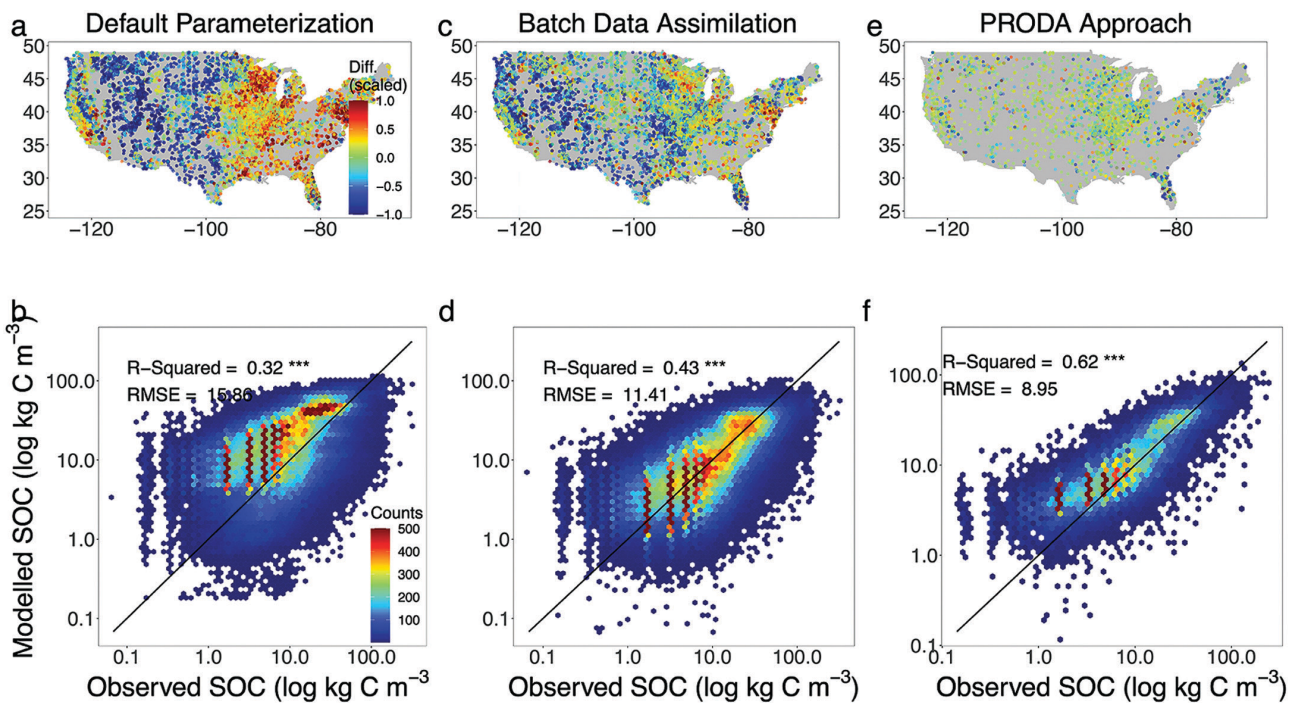 a Default Parameterization
50
45
40
35
30
25
−120 −100 −80
Diff.
(scaled)
1.0
0.5
0.0
−0.5
−1.0
c Batch Data Assimilation
50
45
40
35
30
25
−120 −100 −80
e PRODA Approach
50
45
40
35
30
25
−120 −100 −80
b
Modelled SOC (log kg C m−3)
R−Squared = 0.32 ***
RMSE = 15.86
100.0
10.0
1.0
0.1
Counts
500
400
300
200
100
0.1 1.0 10.0 100.0
Observed SOC (log kg C m−3
d
R−Squared = 0.43 ***
RMSE = 11.41
100.0
10.0
1.0
0.1
0.1 1.0 10.0 100.0
Observed SOC (log kg C m−3)
f
R−Squared = 0.62 ***
RMSE = 8.95
100.0
10.0
1.0
0.1
0.1 1.0 10.0 100.0
Observed SOC (log kg C m−3)